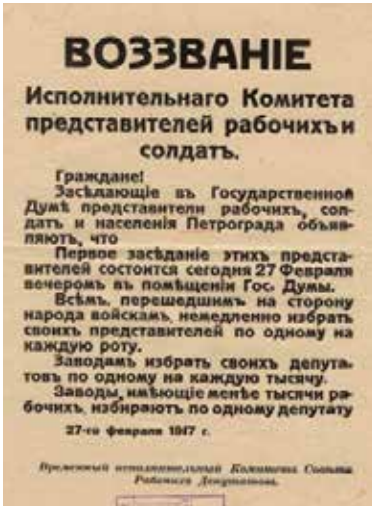 ВОЗЗВАНІЕ
Исполнительнаго Комитета
представителей рабочихъ и
солдатъ.
Граждане!
Засѣдающіе въ Государственной
Думѣ представители рабочихъ, сол-
датъ и населенія Петрограда объяв-
ляютъ, что
Первое засѣданіе этихъ предста-
вителей состоится сегодня 27 Февраля
вечеромъ въ помѣщеніи Гос. Думы.
Всѣмъ, перешедшимъ на сторону
народа войскамъ, немедленно избрать
своихъ представителей по одному на
каждую роту.
Заводамъ избрать своихъ депута-
товъ по одному на каждую тысячу.
Заводы, имѣющіе менѣе тысячи ра-
бочихъ, избираютъ по одному депутату
27-го февраля 1917 г.
Временный исполнительный Комитетъ Совѣта
Рабочихъ Депутатовъ.